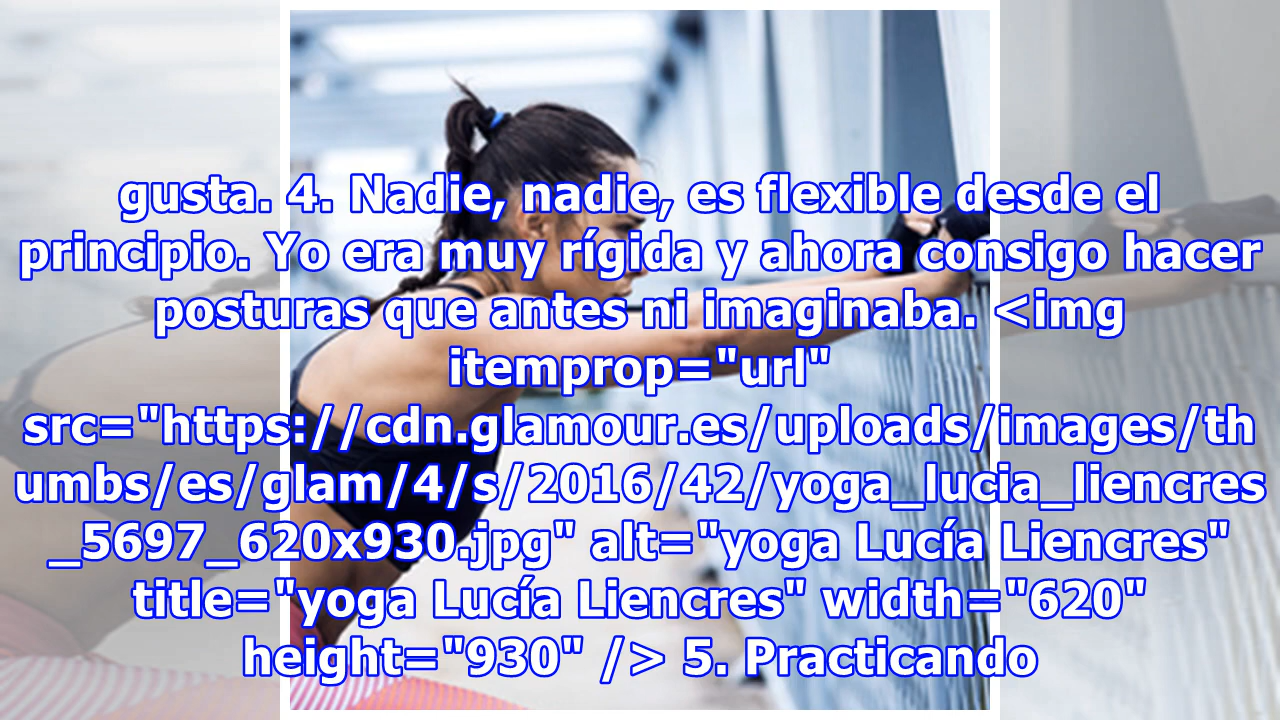 gusta. 4. Nadie, nadie, es flexible desde el
principio. Yo era muy rígida y ahora consigo hacer
posturas que antes ni imaginaba. <img
itemprop="url"
src="https://cdn.glamour.es/uploads/images/th
umbs/es/glam/4/s/2016/42/yoga_lucia_liencres
_5697_620x930.jpg" alt="yoga Lucía Liencres"
title="yoga Lucía Liencres" width="620"
height="930" /> 5. Practicando